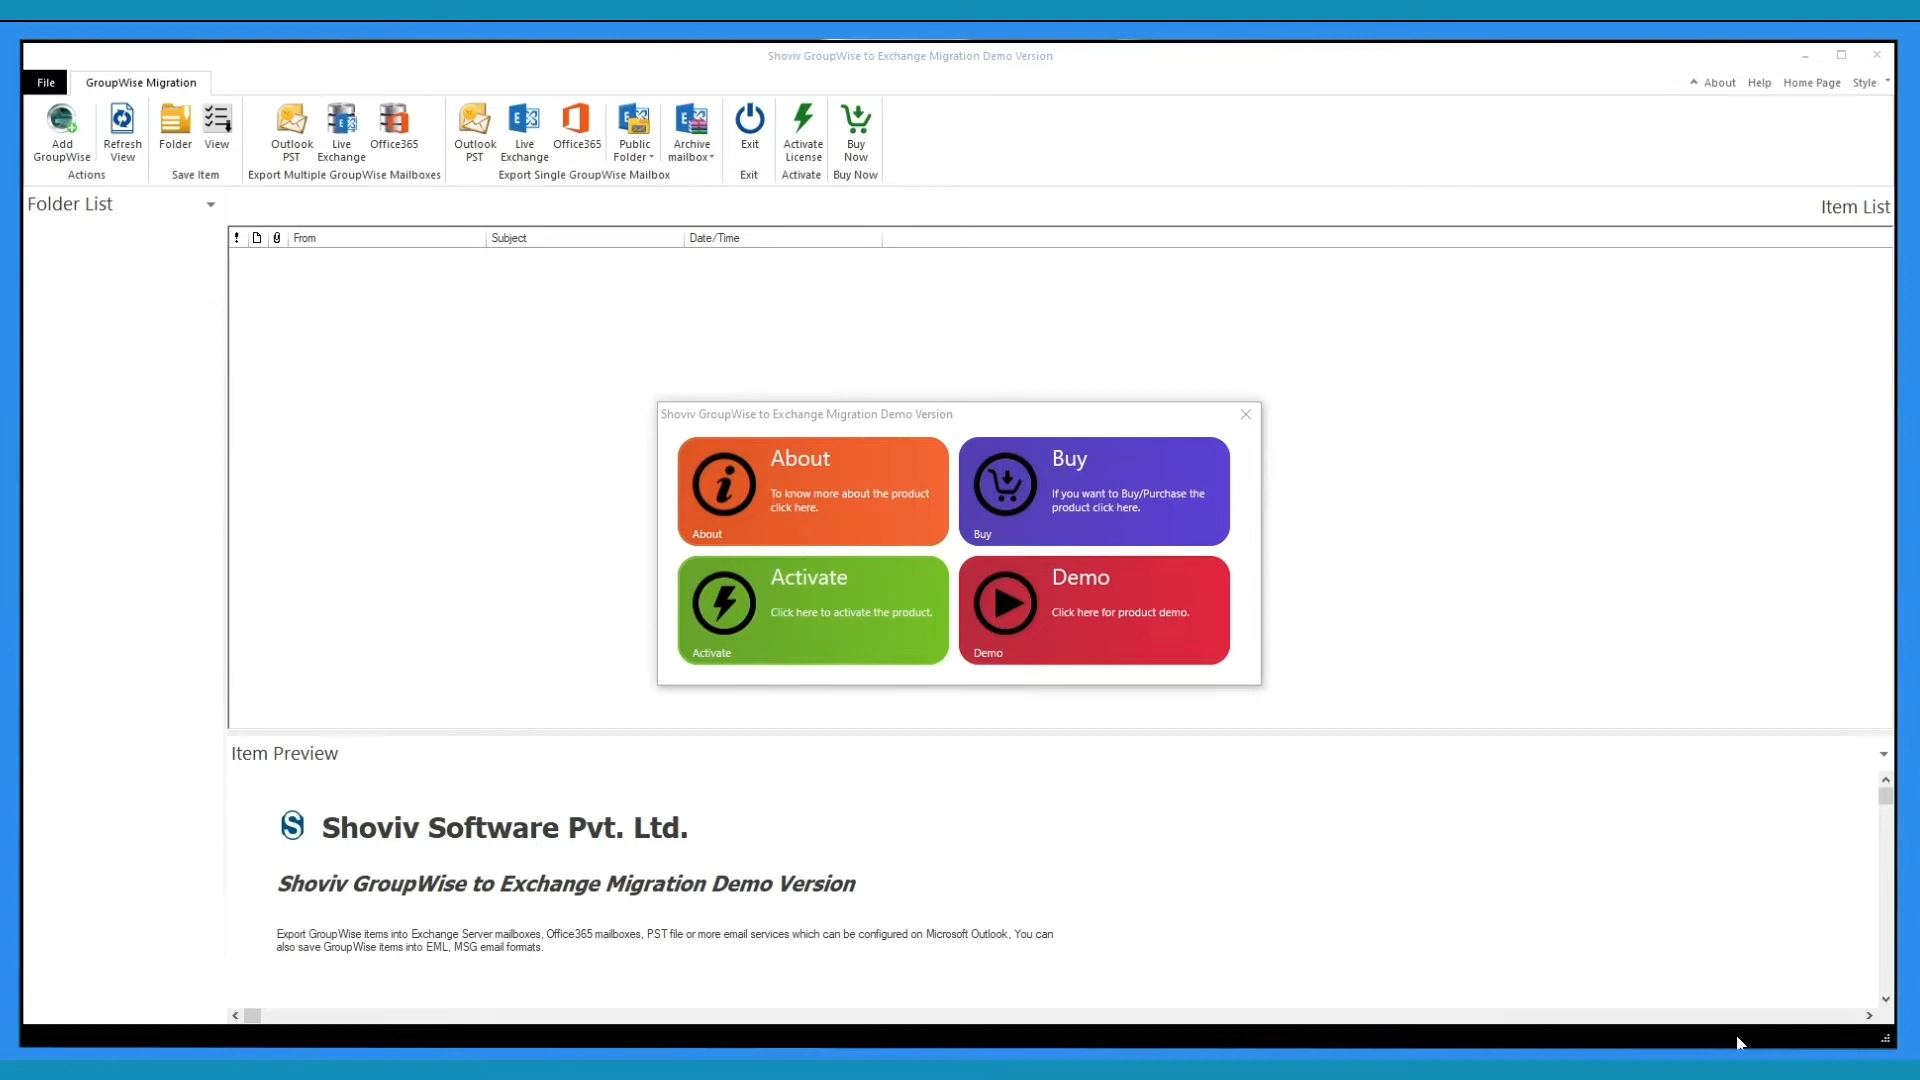 Shoviv GroupWise to Exchange Migration Demo Version
File
GroupWise Migration
About
Help
Home Page
Style
Add
GroupWise
Refresh
View
Actions
Folder
View
Save Item
Outlook
PST
Live
Exchange
Office365
Export Multiple GroupWise Mailboxes
Outlook
PST
Live
Exchange
Office365
Public
Folder
Archive
mailbox
Export Single GroupWise Mailbox
Exit
Exit
Activate
License
Activate
Buy
Now
Buy Now
Folder List
Item List
From
Subject
Date/Time
Shoviv GroupWise to Exchange Migration Demo Version
About
To know more about the product
click here.
About
Buy
If you want to Buy/Purchase the
product click here.
Buy
Activate
Click here to activate the product.
Activate
Demo
Click here for product demo.
Demo
Item Preview
Shoviv Software Pvt. Ltd.
Shoviv GroupWise to Exchange Migration Demo Version
Export GroupWise items into Exchange Server mailboxes, Office365 mailboxes, PST file or more email services which can be configured on Microsoft Outlook, You can
also save GroupWise items into EML, MSG email formats.